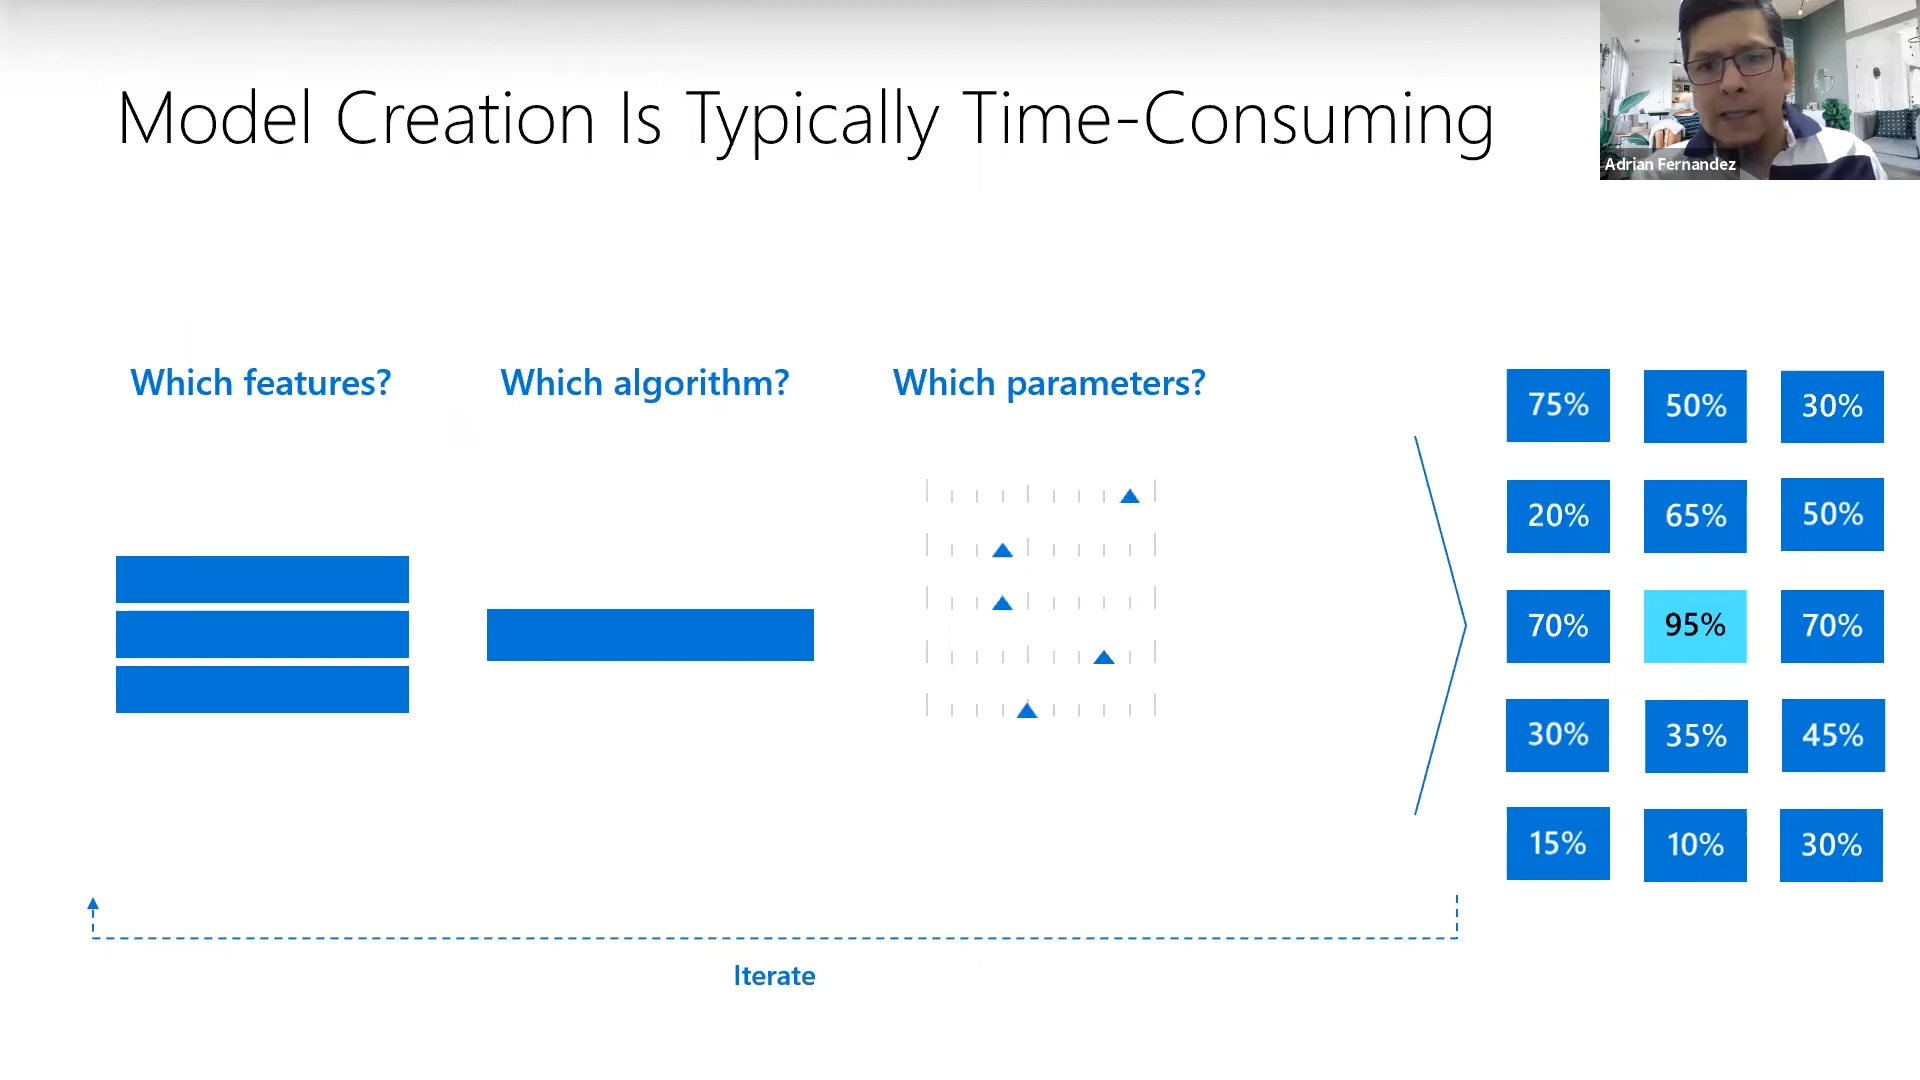 Model Creation Is Typically Time-Consuming
Adrian Fernandez
Which features?
Which algorithm?
Which parameters?
75% 50% 30%
20% 65% 50%
70% 95% 70%
30% 35% 45%
15% 10% 30%
Iterate